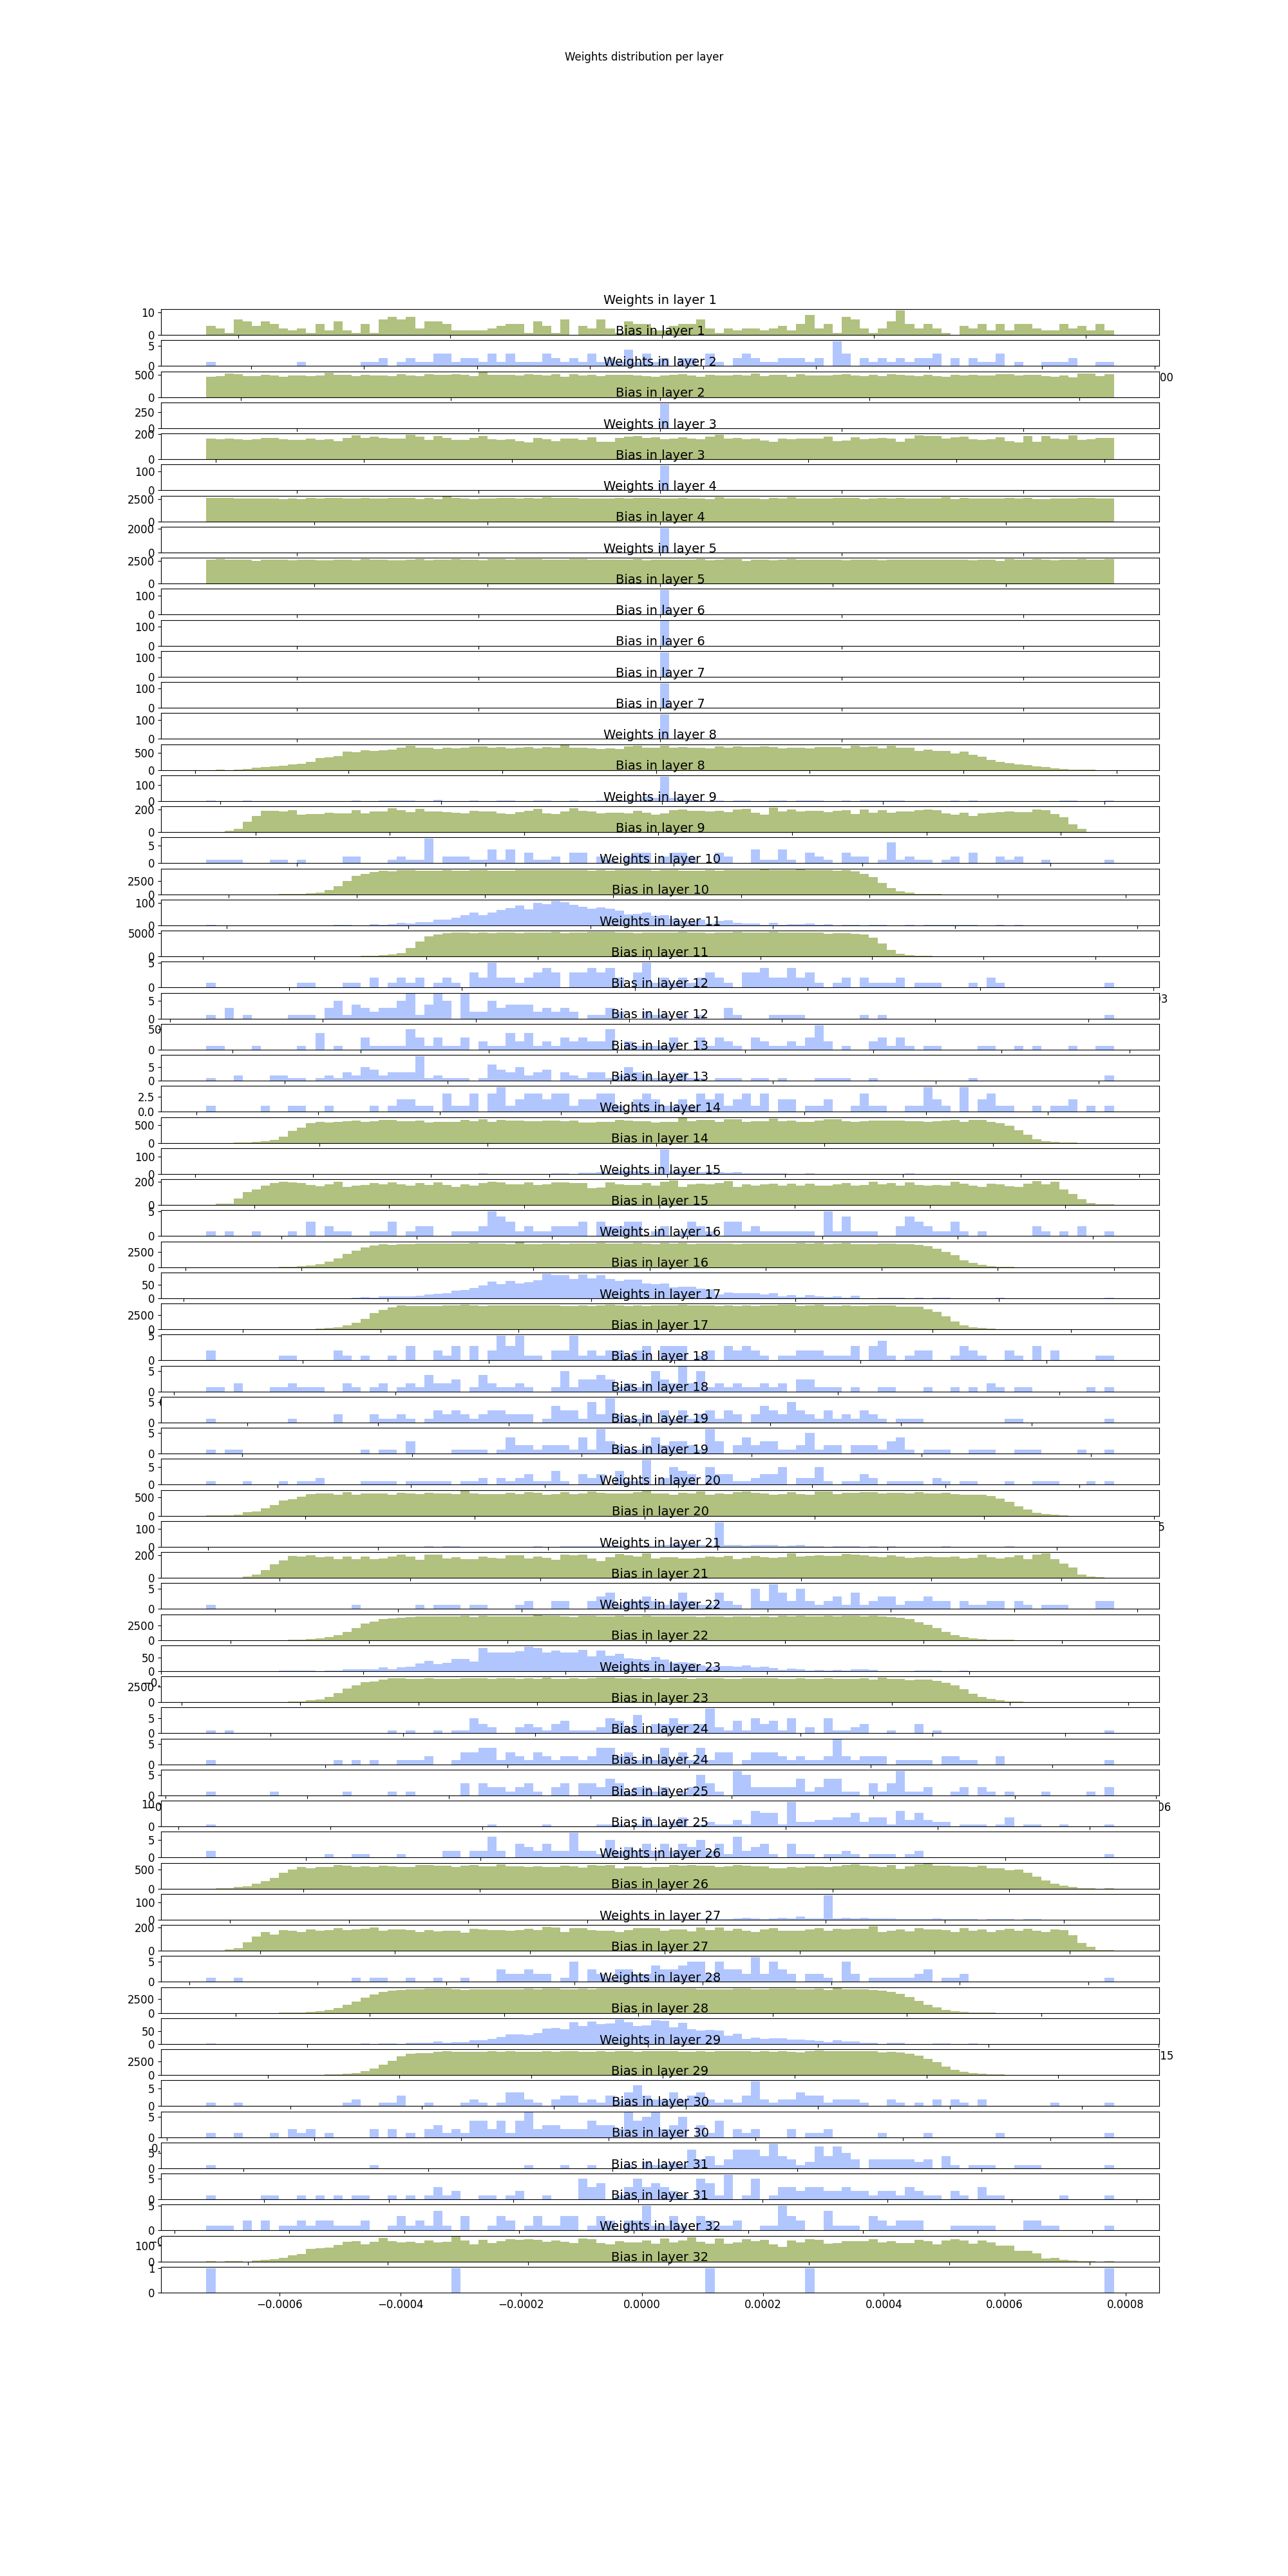 Weights distribution per layer
Weights in layer 1
10
0
Bias in layer 1
5
0
00
Weights in layer 2
500
0
Bias in layer 2
250
0
Weights in layer 3
200
0
Bias in layer 3
100
0
Weights in layer 4
2500
0
Bias in layer 4
2000
0
Weights in layer 5
2500
0
Bias in layer 5
100
0
Bias in layer 6
100
0
Bias in layer 6
100
0
Bias in layer 7
100
0
Bias in layer 7
100
0
Weights in layer 8
500
0
Bias in layer 8
100
0
Weights in layer 9
200
0
Bias in layer 9
5
0
Weights in layer 10
2500
0
Bias in layer 10
100
0
Weights in layer 11
5000
0
Bias in layer 11
5
0
03
Bias in layer 12
5
0
Bias in layer 12
5
0
Bias in layer 13
5
0
Bias in layer 13
2.5
0.0
Weights in layer 14
500
0
Bias in layer 14
100
0
Weights in layer 15
200
0
Bias in layer 15
5
0
Weights in layer 16
2500
0
Bias in layer 16
50
0
Weights in layer 17
2500
0
Bias in layer 17
5
0
Bias in layer 18
5
0
Bias in layer 18
5
0
Bias in layer 19
5
0
Bias in layer 19
5
0
Weights in layer 20
500
0
5
Bias in layer 20
100
0
Weights in layer 21
200
0
Bias in layer 21
5
0
Weights in layer 22
2500
0
Bias in layer 22
50
0
Weights in layer 23
2500
0
Bias in layer 23
5
0
Bias in layer 24
5
0
Bias in layer 24
5
0
06
Bias in layer 25
10
0
Bias in layer 25
5
0
Weights in layer 26
500
0
Bias in layer 26
100
0
Weights in layer 27
200
0
Bias in layer 27
5
0
Weights in layer 28
2500
0
Bias in layer 28
50
0
15
Weights in layer 29
2500
0
Bias in layer 29
5
0
Bias in layer 30
5
0
Bias in layer 30
5
0
Bias in layer 31
5
0
Bias in layer 31
5
0
Weights in layer 32
100
0
Bias in layer 32
1
0
−0.0006 −0.0004 −0.0002 0.0000 0.0002 0.0004 0.0006 0.0008